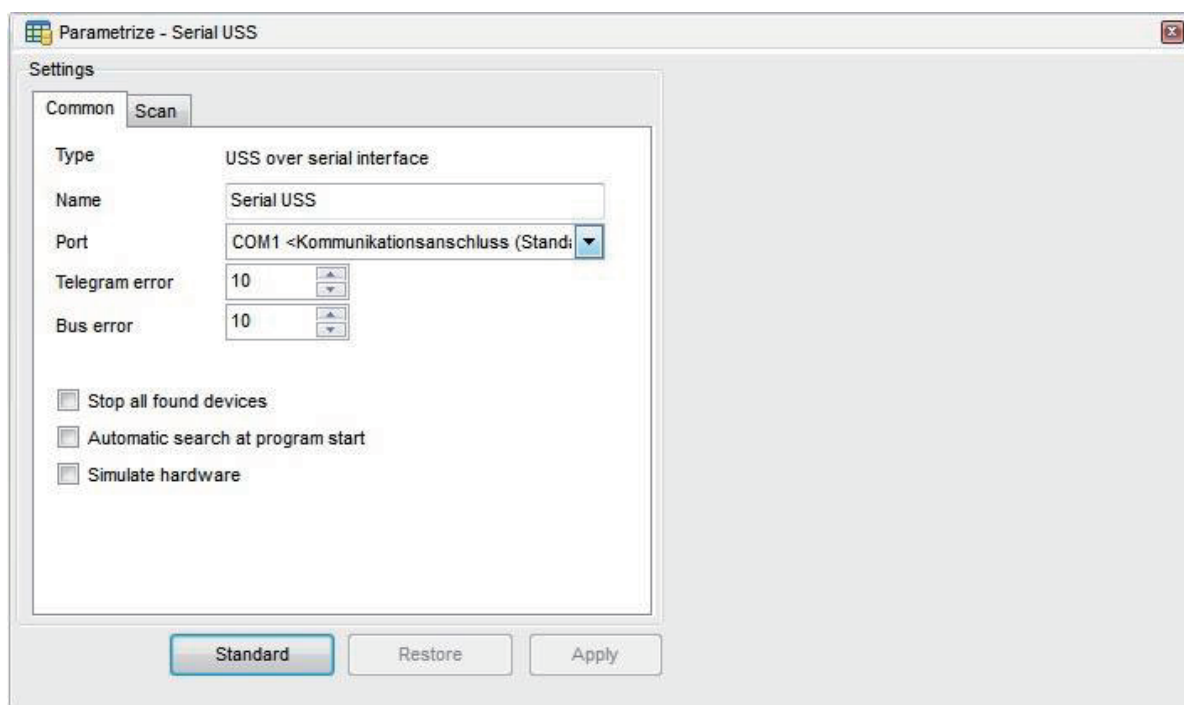 Parametrize - Serial USS
Settings
Common Scan
Type USS over serial interface
Name Serial USS
Port COM1 <Kommunikationsanschluss (Standa
Telegram error 10
Bus error 10
Stop all found devices
Automatic search at program start
Simulate hardware
Standard Restore Apply